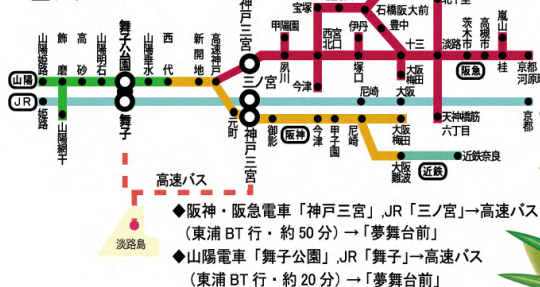 神戸三宮
宝塚
石橋阪大前
北千里
豊中
甲陽園
西宮北口
伊丹
塚口
十三
淡路
茨木市
高槻市
嵐山
桂
京都河原町
阪急
夙川
今津
大阪梅田
天神橋筋六丁目
山陽姫路
飾磨
高砂
山陽明石
舞子公園
山陽垂水
西代
新開地
高速神戸
三ノ宮
山陽
JR
姫路
山陽網干
舞子
元町
神戸三宮
御影
阪神
今津
甲子園
尼崎
尼崎
大阪
大阪梅田
京都
大阪難波
近鉄
近鉄奈良
高速バス
淡路島
◆阪神・阪急電車「神戸三宮」,JR「三ノ宮」→高速バス
(東浦BT行・約50分)→「夢舞台前」
◆山陽電車「舞子公園」,JR「舞子」→高速バス
(東浦BT行・約20分)→「夢舞台前」